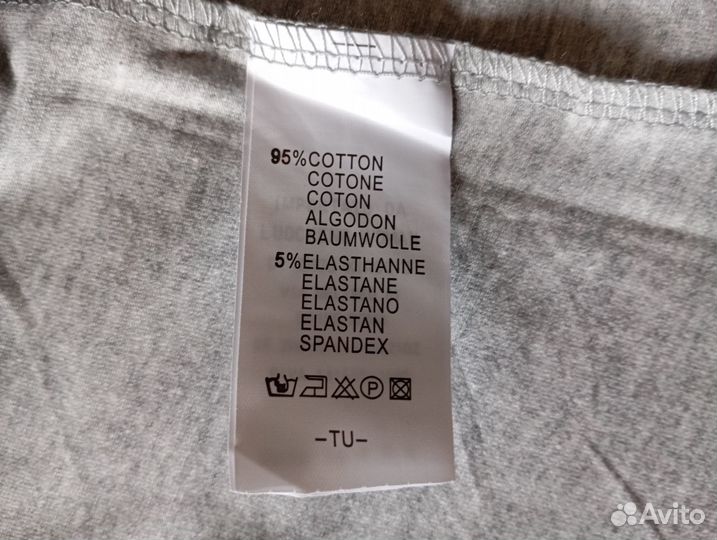 95% COTTON
COTONE
COTON
ALGODON
BAUMWOLLE
5% ELASTHANNE
ELASTANE
ELASTANO
ELASTAN
SPANDEX
P
–TU–
Avito